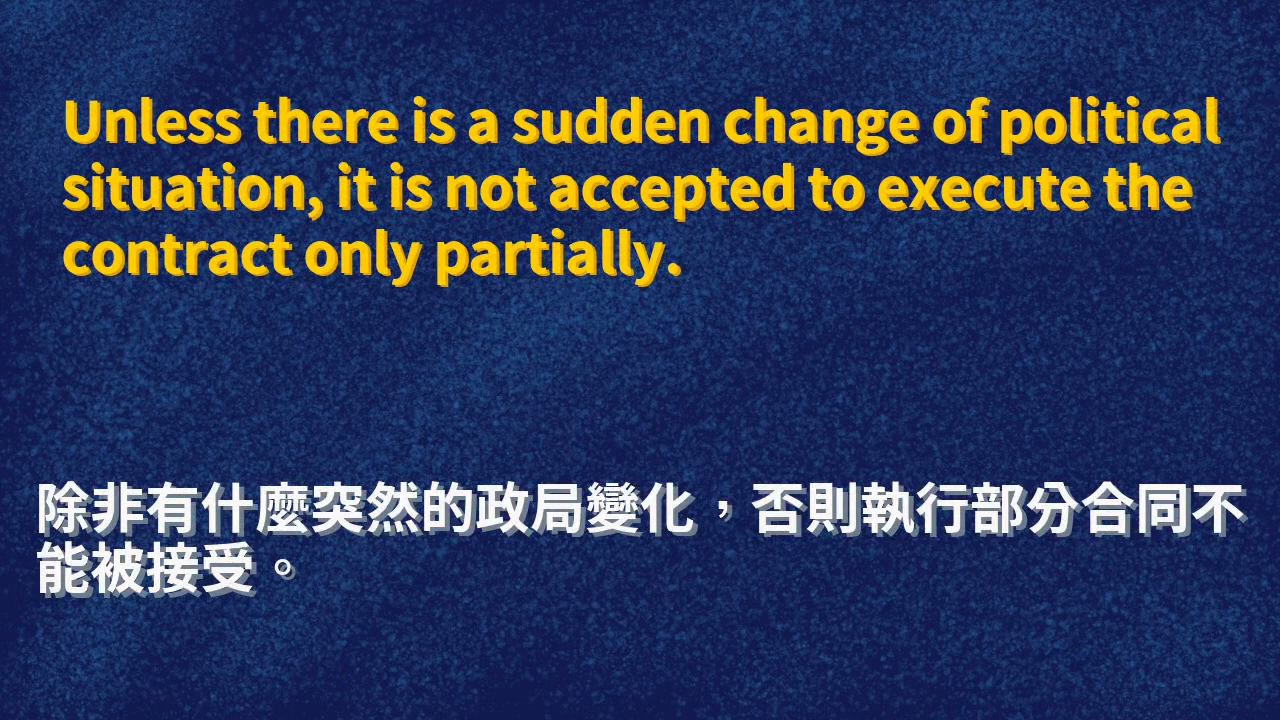 Unless there is a sudden change of political
situation, it is not accepted to execute the
contract only partially.
除非有什麼突然的政局變化，否則執行部分合同不
能被接受。